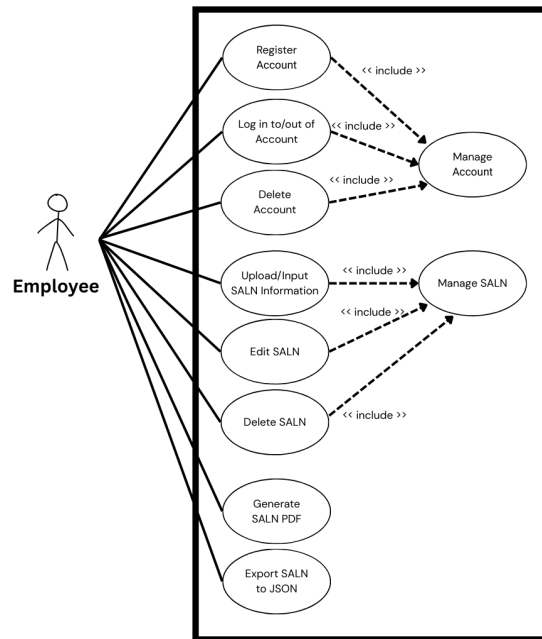 Register
Account
<< include >>
Log in to/out of
Account
<< include >>
Manage
Account
<< include >>
Delete
Account
Employee
Upload/Input
SALN Information
<< include >>
Manage SALN
<< include >>
Edit SALN
Delete SALN
<< include >>
Generate
SALN PDF
Export SALN
to JSON